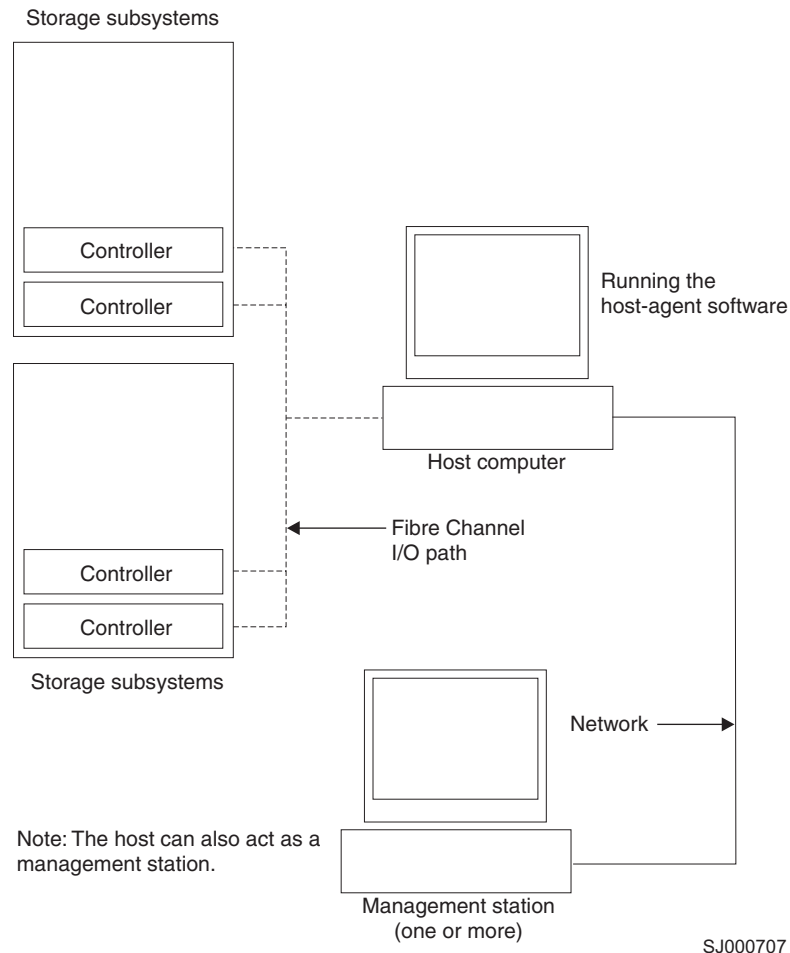 Storage subsystems
Controller
Controller
Running the
host-agent software
Host computer
Fibre Channel
I/O path
Controller
Controller
Storage subsystems
Network
Note: The host can also act as a
management station.
Management station
(one or more)
SJ000707